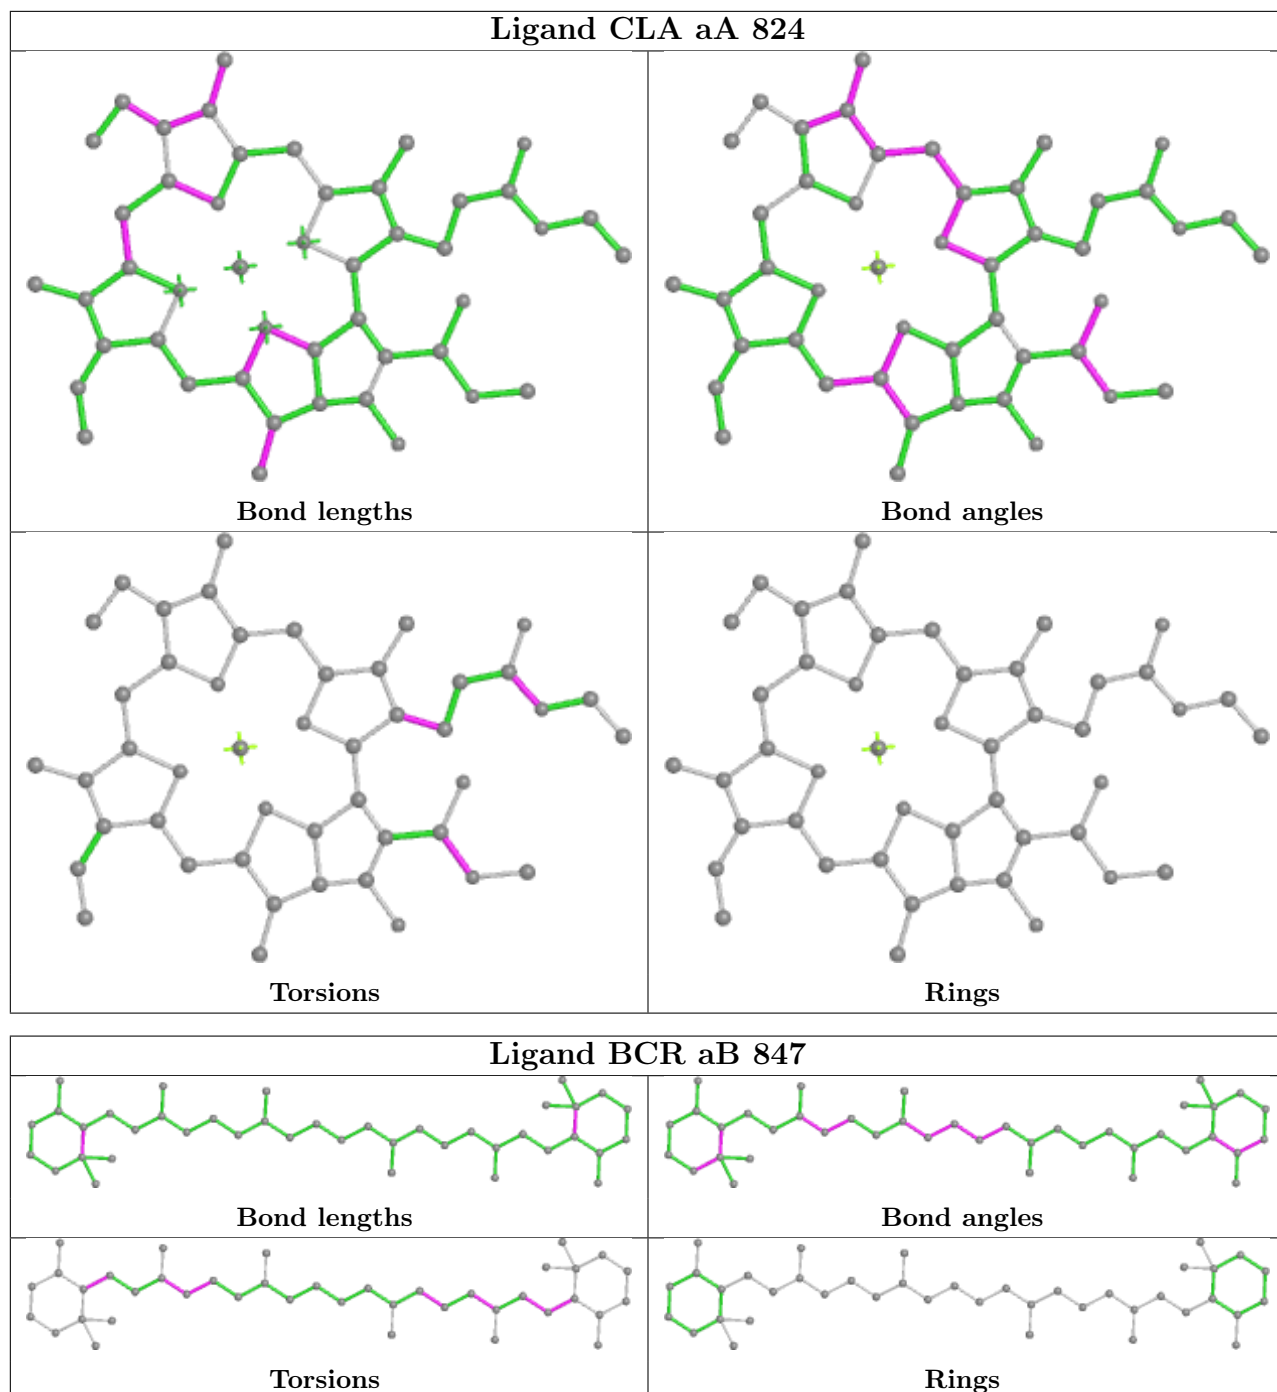 Ligand CLA aA 824
Bond lengths
Bond angles
Torsions
Rings
Ligand BCR aB 847
Bond lengths
Bond angles
Torsions
Rings